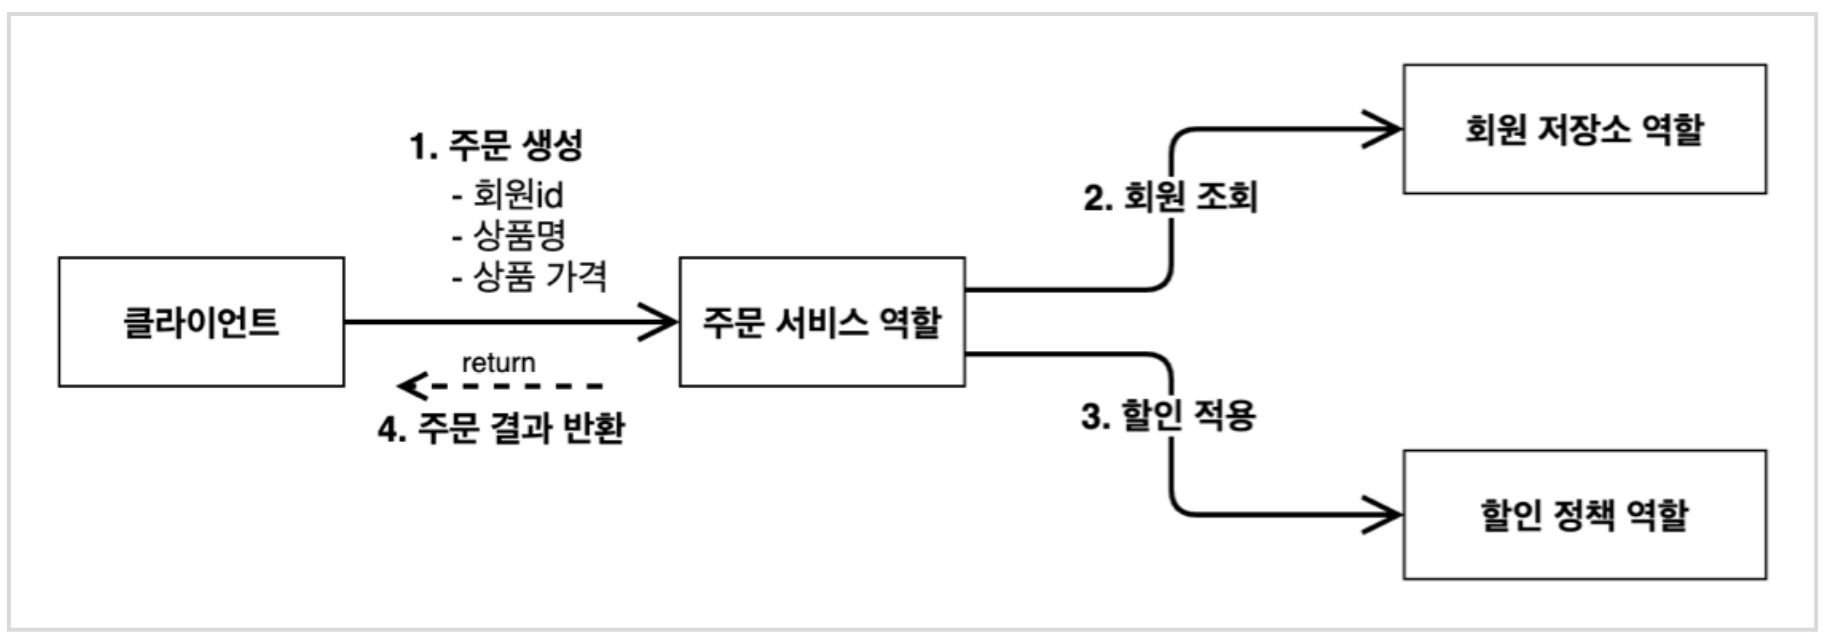 클라이언트
1. 주문 생성
- 회원id
- 상품명
- 상품 가격
return
4. 주문 결과 반환
주문 서비스 역할
2. 회원 조회
3. 할인 적용
회원 저장소 역할
할인 정책 역할